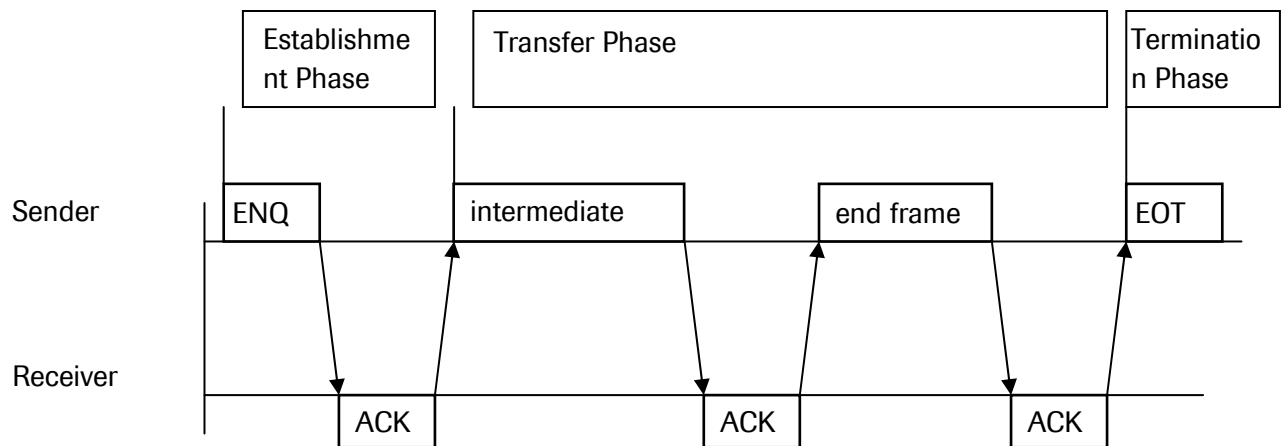 Establishme
nt Phase
Transfer Phase
Terminatio
n Phase
Sender
ENQ
intermediate
end frame
EOT
Receiver
ACK
ACK
ACK